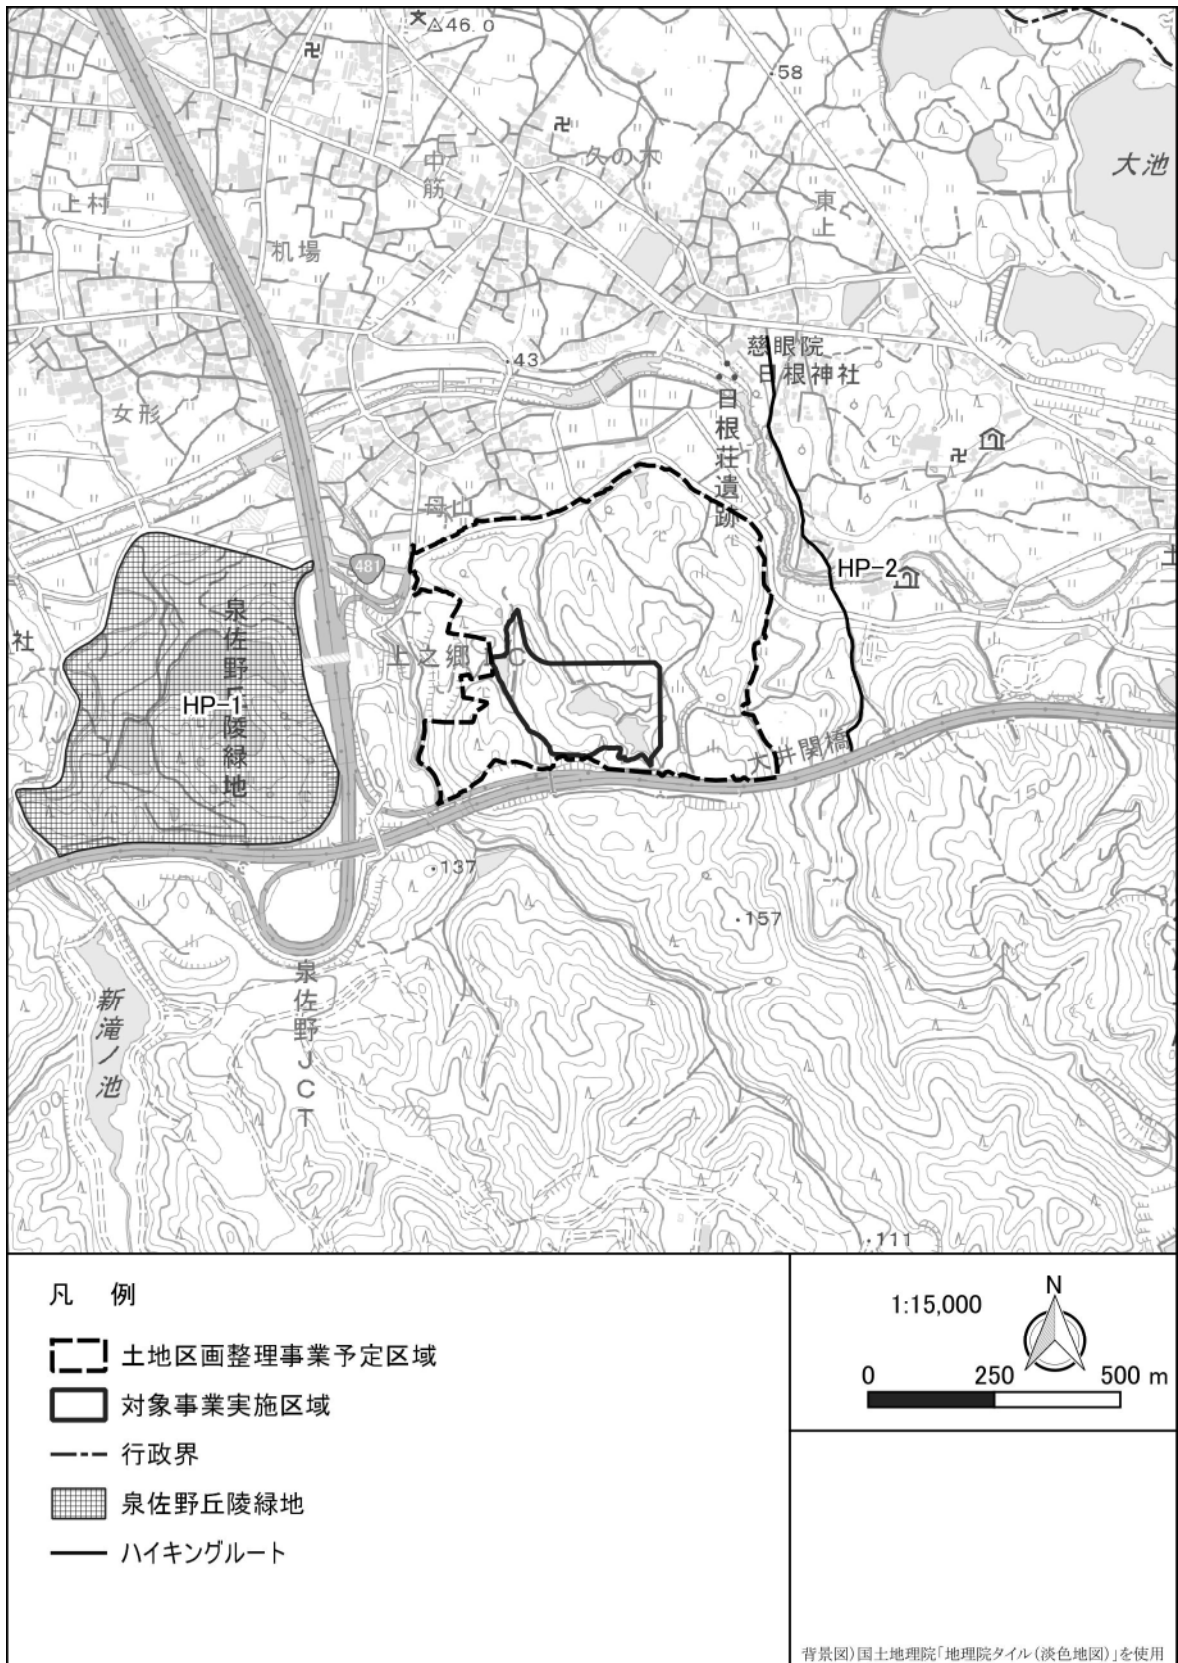 46.0
58
大池
中筋
久の木
東上
上村
机場
43
慈眼院
日根神社
女形
日根荘遺跡
母山
481
HP-2
土
泉佐野丘陵緑地
社
上之郷IC
HP-1
大井関橋
150
137
157
新滝ノ池
泉佐野JCT
100
111
凡 例
土地区画整理事業予定区域
対象事業実施区域
行政界
泉佐野丘陵緑地
ハイキングルート
1:15,000
N
0 250 500 m
背景図)国土地理院「地理院タイル(淡色地図)」を使用